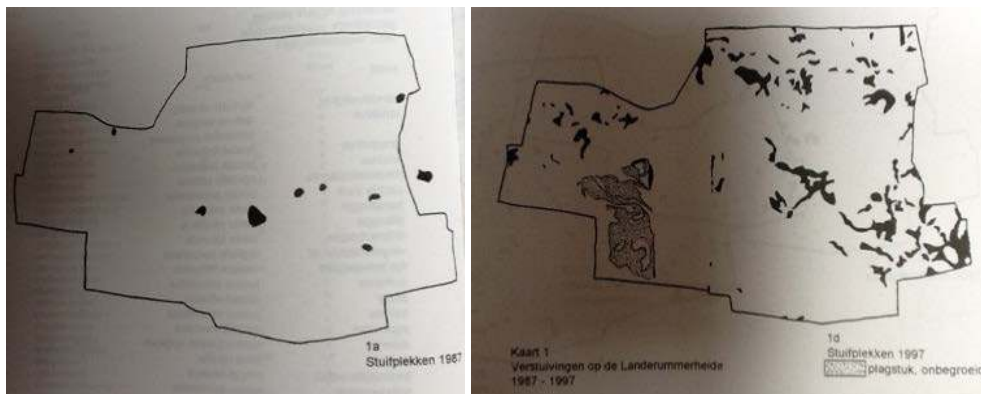 1a
Stuifplekken 1987
Kaart 1
Verstuivingen op de Landerummerheide
1987 - 1997
1d
Stuifplekken 1997
plagstuk, onbegroeid